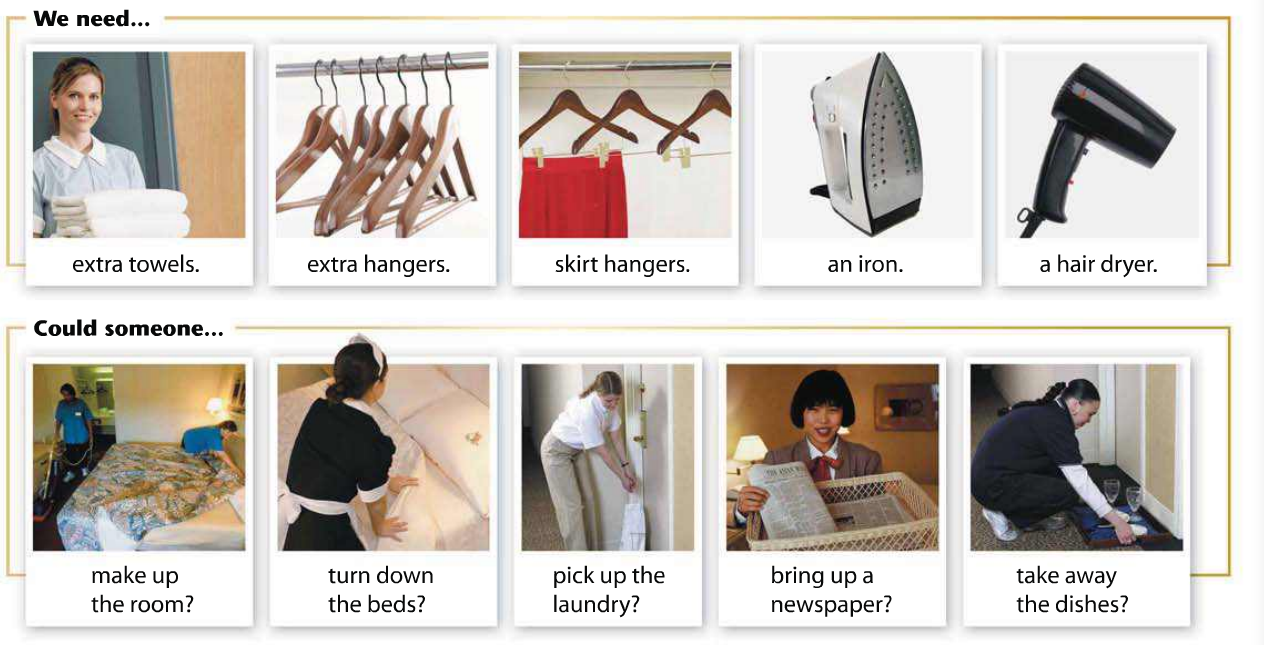 We need...
extra towels.
extra hangers.
skirt hangers.
an iron.
a hair dryer.
Could someone...
make up
the room?
turn down
the beds?
pick up the
laundry?
bring up a
newspaper?
take away
the dishes?